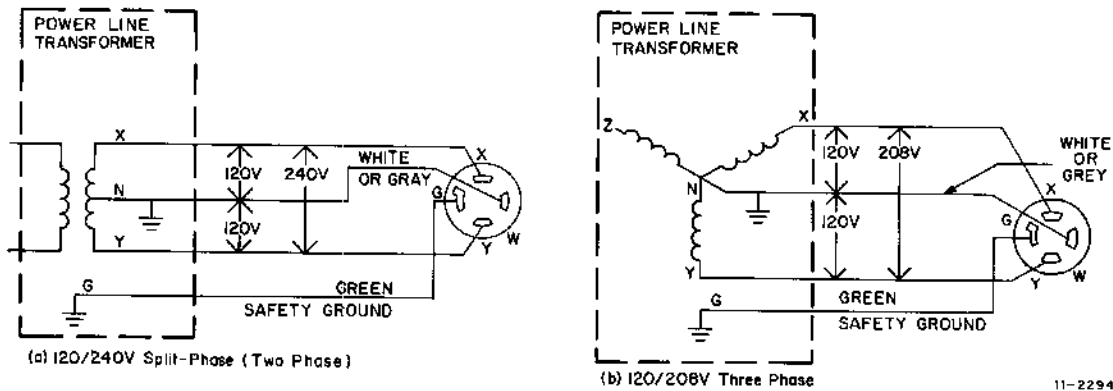 POWER LINE
TRANSFORMER
X
120V
240V
WHITE
OR GRAY
X
N
G
120V
W
Y
Y
G
GREEN
SAFETY GROUND
(a) 120/240V Split-Phase (Two Phase)
POWER LINE
TRANSFORMER
Z
X
120V
208V
WHITE
OR
GREY
X
N
G
120V
W
Y
Y
G
GREEN
SAFETY GROUND
(b) 120/208V Three Phase
11-2294